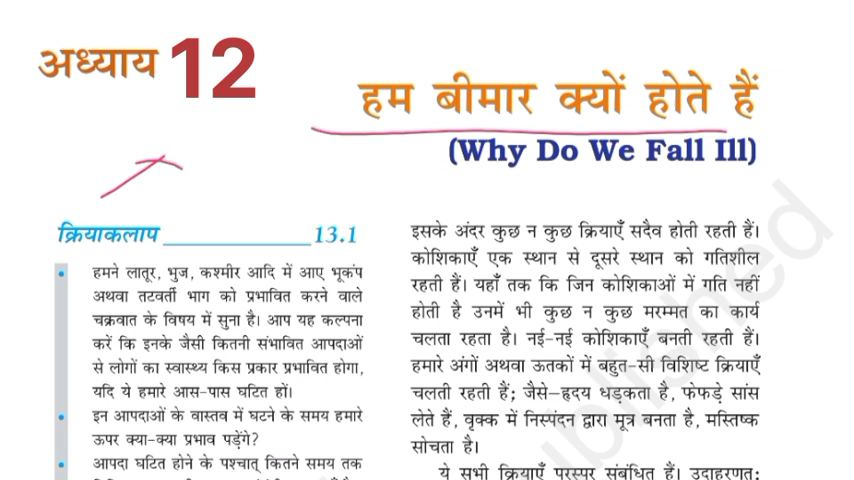 अध्याय 12
हम बीमार क्यों होते हैं
(Why Do We Fall Ill)
क्रियाकलाप ______________ 13.1
• हमने लातूर, भुज, कश्मीर आदि में आए भूकंप
अथवा तटवर्ती भाग को प्रभावित करने वाले
चक्रवात के विषय में सुना है। आप यह कल्पना
करें कि इनके जैसी कितनी संभावित आपदाओं
से लोगों का स्वास्थ्य किस प्रकार प्रभावित होगा,
यदि ये हमारे आस-पास घटित हों।
• इन आपदाओं के वास्तव में घटने के समय हमारे
ऊपर क्या-क्या प्रभाव पड़ेंगे?
• आपदा घटित होने के पश्चात् कितने समय तक
इसके अंदर कुछ न कुछ क्रियाएँ सदैव होती रहती हैं।
कोशिकाएँ एक स्थान से दूसरे स्थान को गतिशील
रहती हैं। यहाँ तक कि जिन कोशिकाओं में गति नहीं
होती है उनमें भी कुछ न कुछ मरम्मत का कार्य
चलता रहता है। नई-नई कोशिकाएँ बनती रहती हैं।
हमारे अंगों अथवा ऊतकों में बहुत-सी विशिष्ट क्रियाएँ
चलती रहती हैं; जैसे–हृदय धड़कता है, फेफड़े सांस
लेते हैं, वृक्क में निस्पंदन द्वारा मूत्र बनता है, मस्तिष्क
सोचता है।
ये सभी क्रियाएँ परस्पर संबंधित हैं। उदाहरणत:
ublished